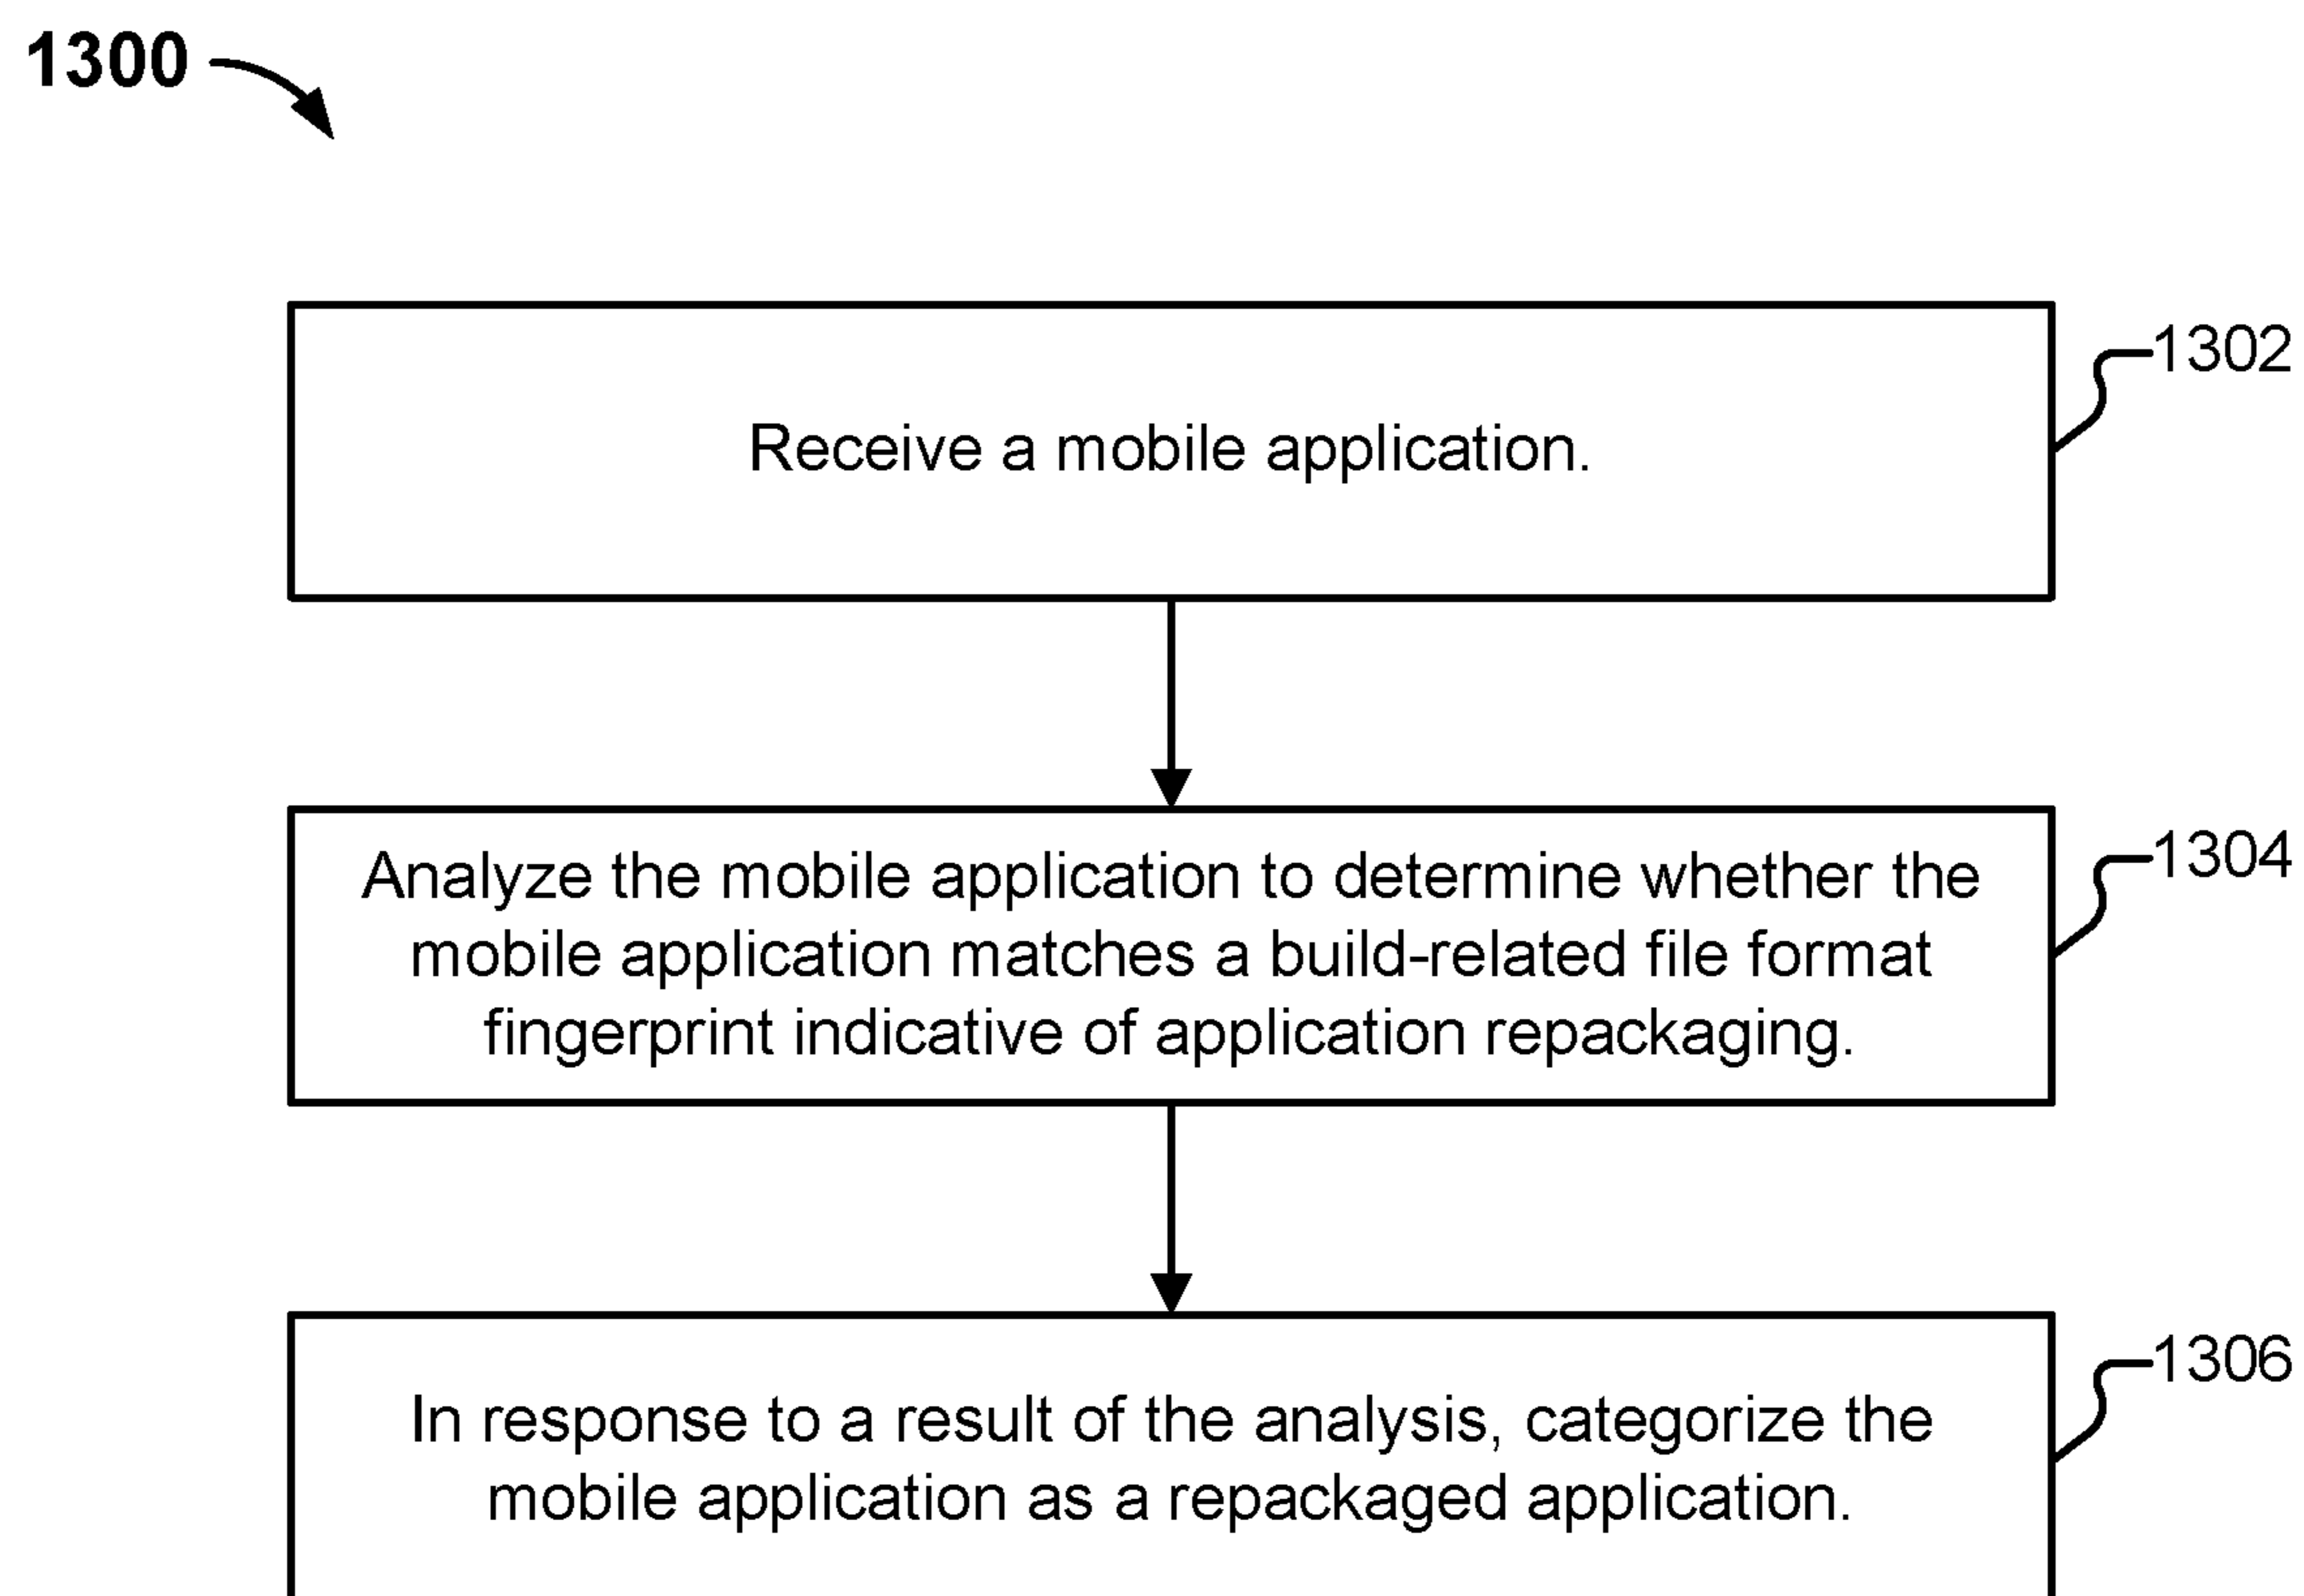 1300
1302
Receive a mobile application.
1304
Analyze the mobile application to determine whether the
mobile application matches a build-related file format
fingerprint indicative of application repackaging.
1306
In response to a result of the analysis, categorize the
mobile application as a repackaged application.